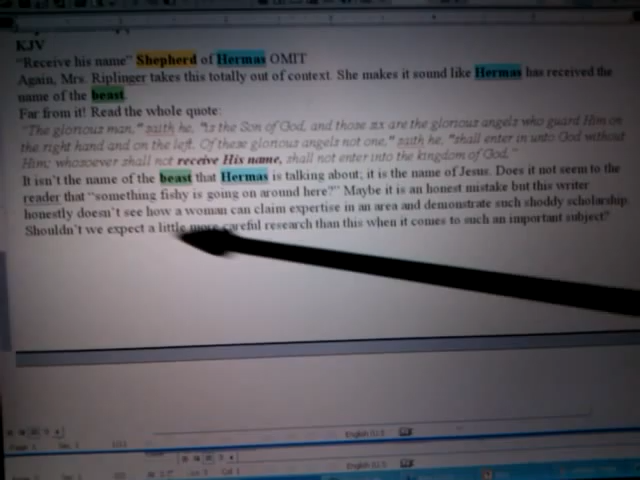 KJV
"Receive his name" Shepherd of Hermas OMIT
Again, Mrs. Riplinger takes this totally out of context. She makes it sound like Hermas has received the
name of the beast.
Far from it! Read the whole quote:
"The glorious man," saith he, "is the Son of God, and those six are the glorious angels who guard Him on
the right hand and on the left. Of these glorious angels not one," saith he, "shall enter in unto God without
Him; whosoever shall not receive His name, shall not enter into the kingdom of God."
It isn't the name of the beast that Hermas is talking about; it is the name of Jesus. Does it not seem to the
reader that "something fishy is going on around here?" Maybe it is an honest mistake but this writer
honestly doesn't see how a woman can claim expertise in an area and demonstrate such shoddy scholarship.
Shouldn't we expect a little more careful research than this when it comes to such an important subject?
English (U.S.
English (U.S.